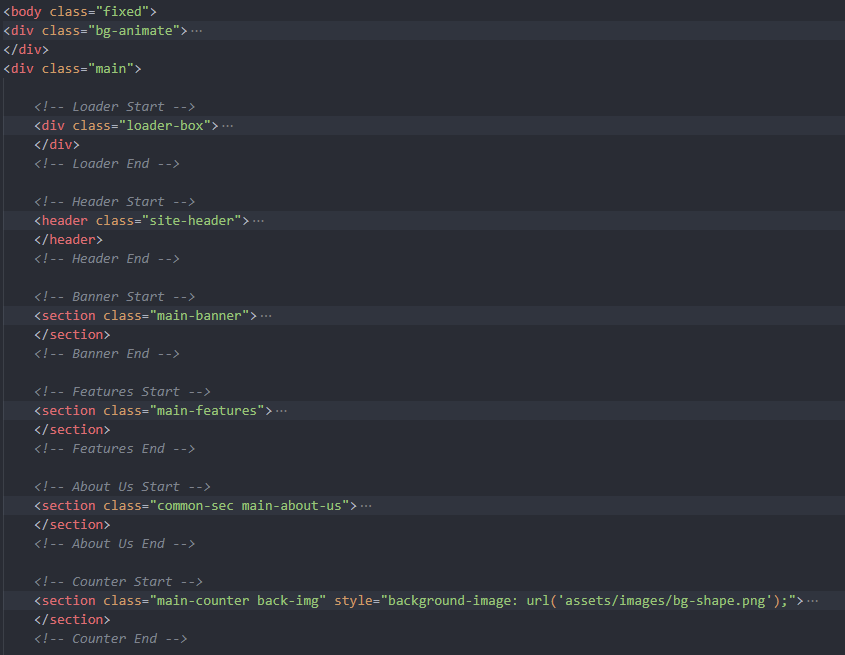 <body class="fixed">
<div class="bg-animate">···
</div>
<div class="main">
<!-- Loader Start -->
<div class="loader-box">···
</div>
<!-- Loader End -->
<!-- Header Start -->
<header class="site-header">···
</header>
<!-- Header End -->
<!-- Banner Start -->
<section class="main-banner">···
</section>
<!-- Banner End -->
<!-- Features Start -->
<section class="main-features">···
</section>
<!-- Features End -->
<!-- About Us Start -->
<section class="common-sec main-about-us">···
</section>
<!-- About Us End -->
<!-- Counter Start -->
<section class="main-counter back-img" style="background-image: url('assets/images/bg-shape.png');">···
</section>
<!-- Counter End -->